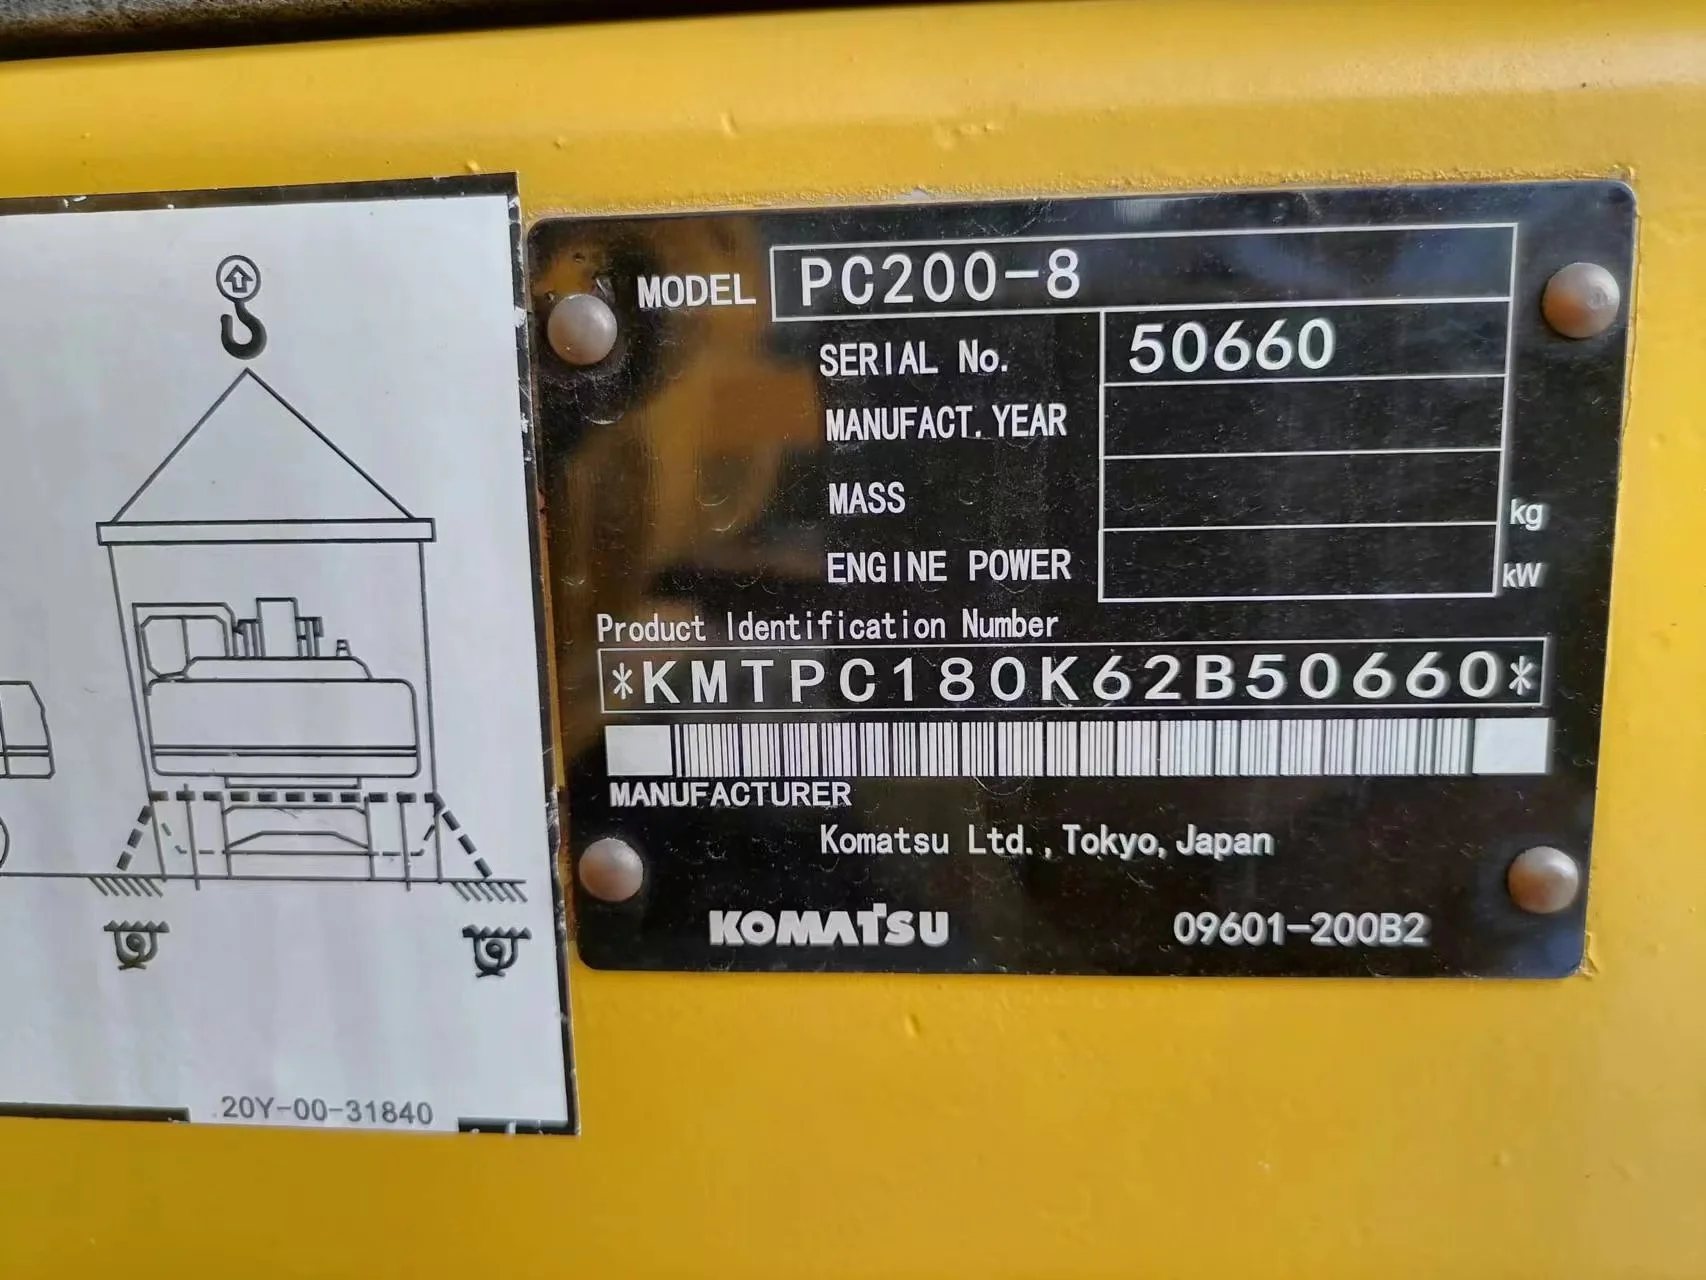 MODEL PC200-8
SERIAL No. 50660
MANUFACT. YEAR
MASS kg
ENGINE POWER kW
Product Identification Number
*KMTPC180K62B50660*
MANUFACTURER
Komatsu Ltd., Tokyo, Japan
KOMATSU 09601-200B2
20Y-00-31840